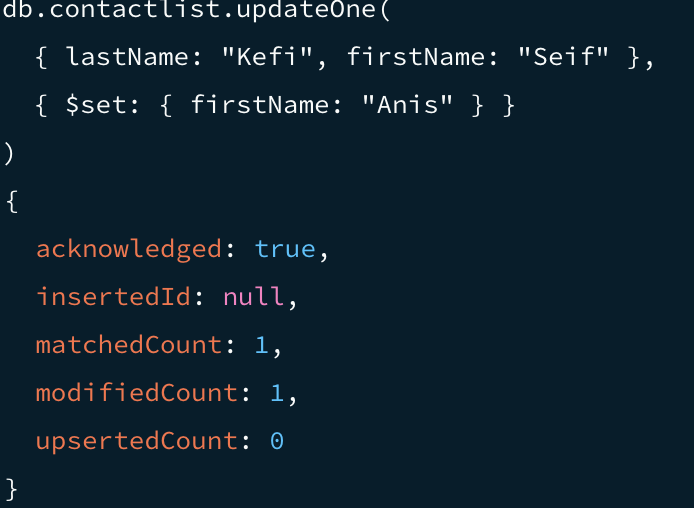 db.contactlist.updateOne(
{ lastName: "Kefi", firstName: "Seif" },
{ $set: { firstName: "Anis" } }
)
{
acknowledged: true,
insertedId: null,
matchedCount: 1,
modifiedCount: 1,
upsertedCount: 0
}